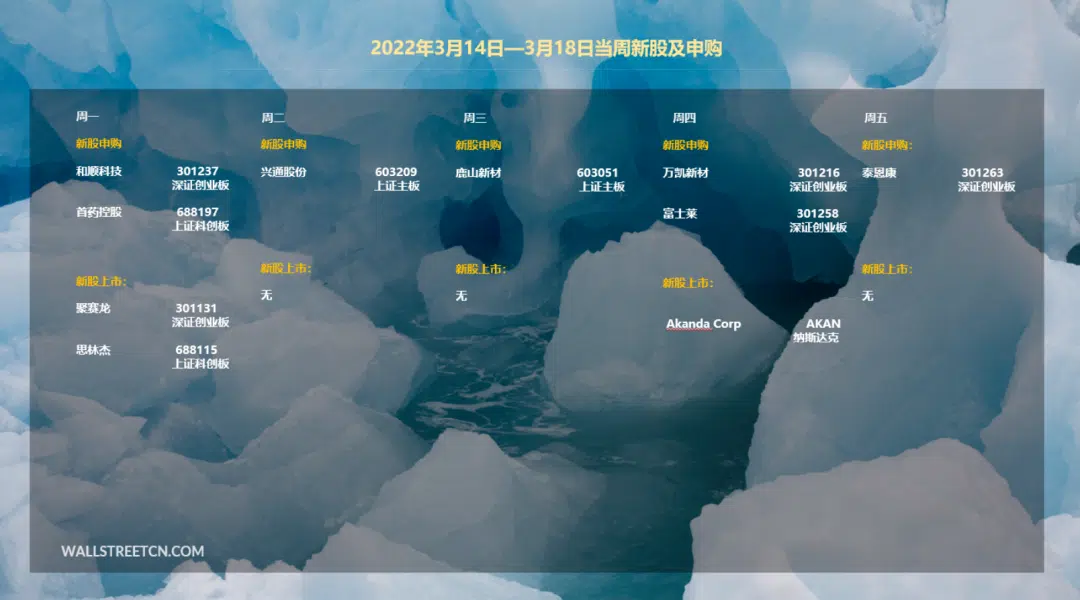 2022年3月14日—3月18日当周新股及申购
周一
新股申购
和顺科技 301237
深证创业板
首药控股 688197
上证科创板
新股上市:
聚赛龙 301131
深证创业板
思林杰 688115
上证科创板
周二
新股申购
兴通股份 603209
上证主板
新股上市:
无
周三
新股申购
鹿山新材 603051
上证主板
新股上市:
无
周四
新股申购
万凯新材 301216
深证创业板
富士莱 301258
深证创业板
新股上市:
Akanda Corp AKAN
纳斯达克
周五
新股申购:
泰恩康 301263
深证创业板
新股上市:
无
WALLSTREETCN.COM